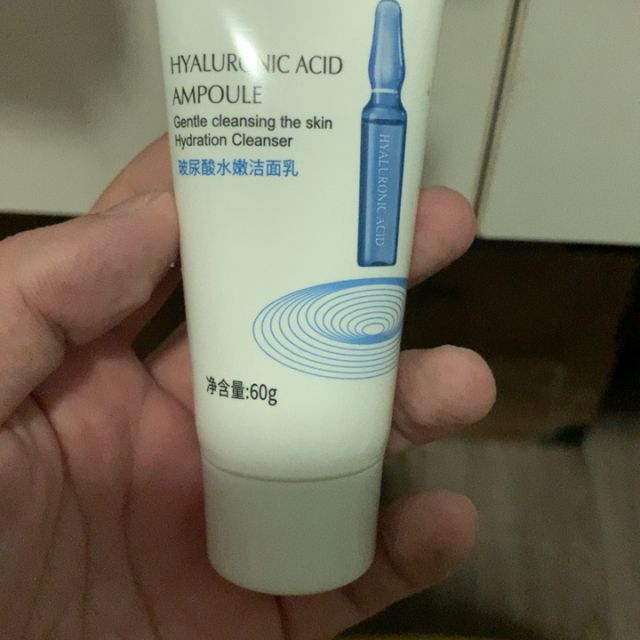 HYALURONIC ACID
AMPOULE
Gentle cleansing the skin
Hydration Cleanser
玻尿酸水嫩洁面乳
HYALURONIC ACID
净含量:60g